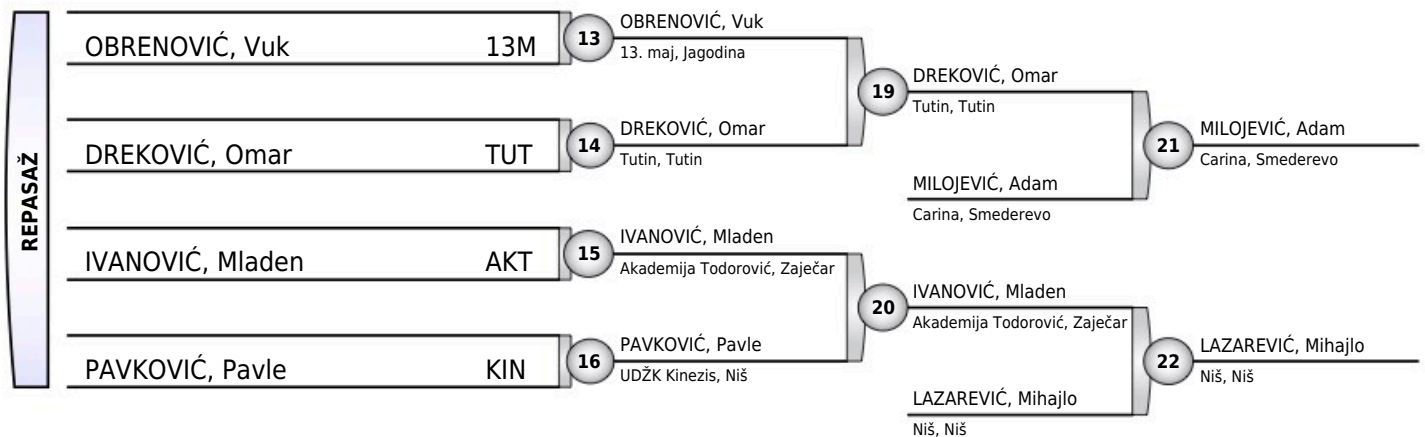 REPASAŽ
OBRENOVIĆ, Vuk 13M
13
OBRENOVIĆ, Vuk
13. maj, Jagodina
DREKOVIĆ, Omar TUT
14
DREKOVIĆ, Omar
Tutin, Tutin
IVANOVIĆ, Mladen AKT
15
IVANOVIĆ, Mladen
Akademija Todorović, Zaječar
PAVKOVIĆ, Pavle KIN
16
PAVKOVIĆ, Pavle
UDŽK Kinezis, Niš
19
DREKOVIĆ, Omar
Tutin, Tutin
MILOJEVIĆ, Adam
Carina, Smederevo
20
IVANOVIĆ, Mladen
Akademija Todorović, Zaječar
LAZAREVIĆ, Mihajlo
Niš, Niš
21
MILOJEVIĆ, Adam
Carina, Smederevo
22
LAZAREVIĆ, Mihajlo
Niš, Niš